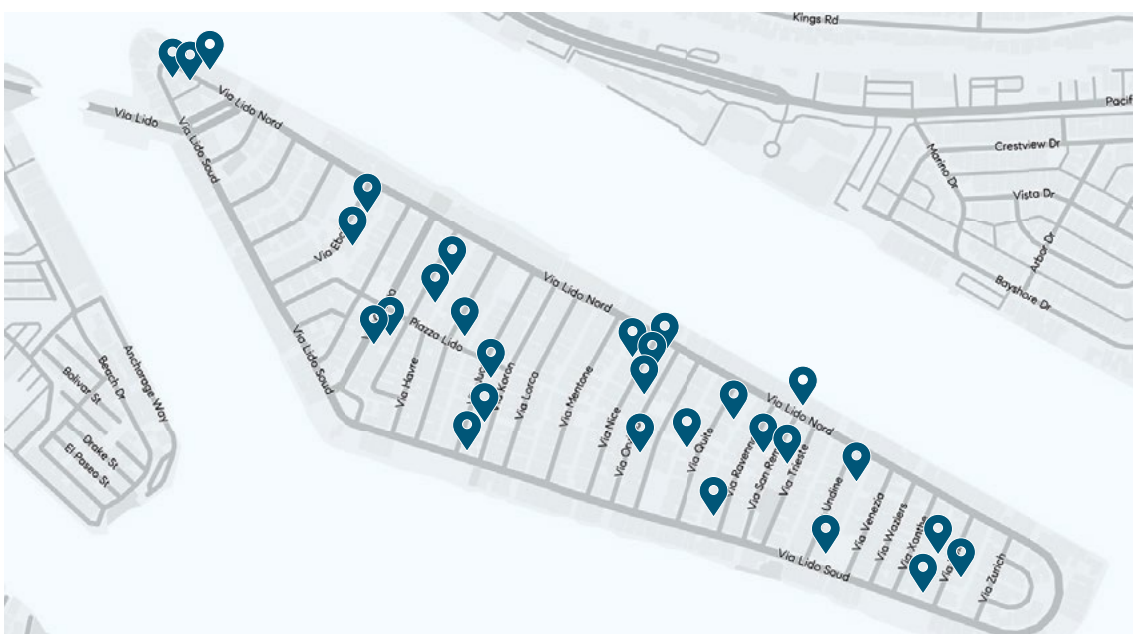 Kings Rd
Pacif
Via Lido Nord
Via Lido
Via Lido Soud
Crestview Dr
Marino Dr
Vista Dr
Arbor Dr
Bayshore Dr
Via Lido Nord
Via Lido Soud
Piazza Lido
Via Havre
Via Koron
Via Lorca
Via Mentone
Via Nice
Via Quito
Via Lido Nord
Via Ravenna
Via San Remo
Via Trieste
Undine
Via Venezia
Via Waziers
Via Xanthe
Via
Via Zurich
Via Lido Soud
Anchorage Way
Beach Dr
Bolivar St
Drake St
El Paseo St